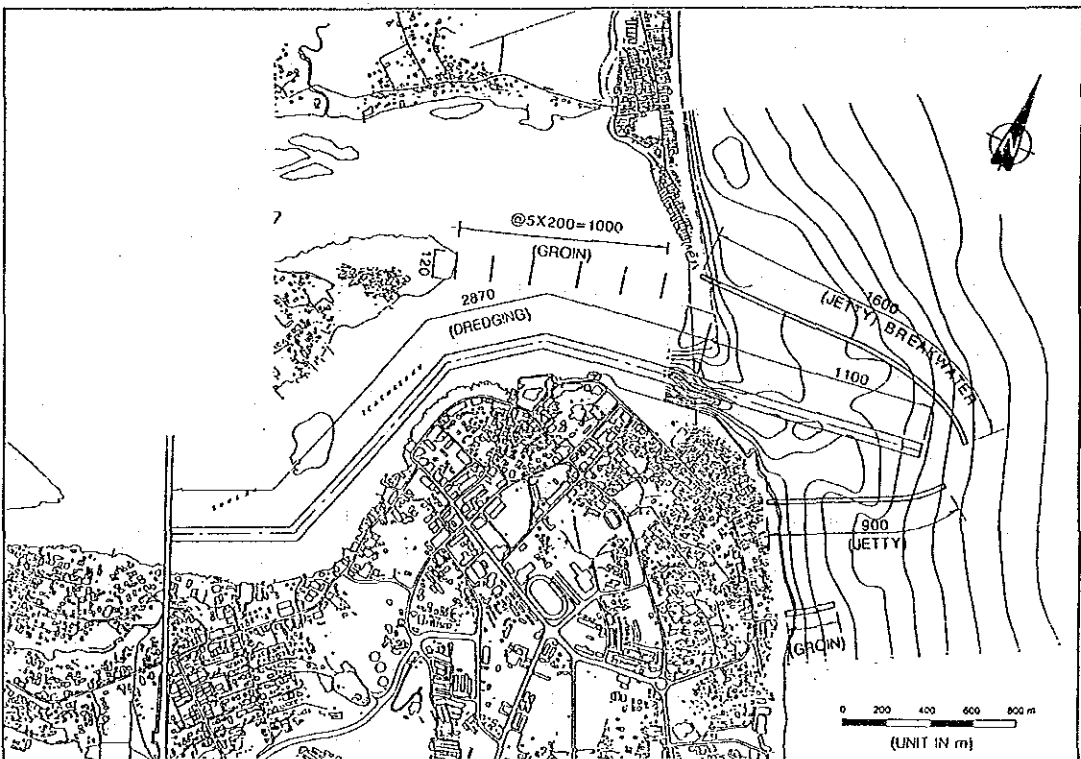 @5X200=1000
(GROIN)
120
2870
(DREDGING)
1600
(JETTY) BREAKWATER
1100
900
(JETTY)
(GROIN)
N
0 200 400 600 800 m
(UNIT IN m)